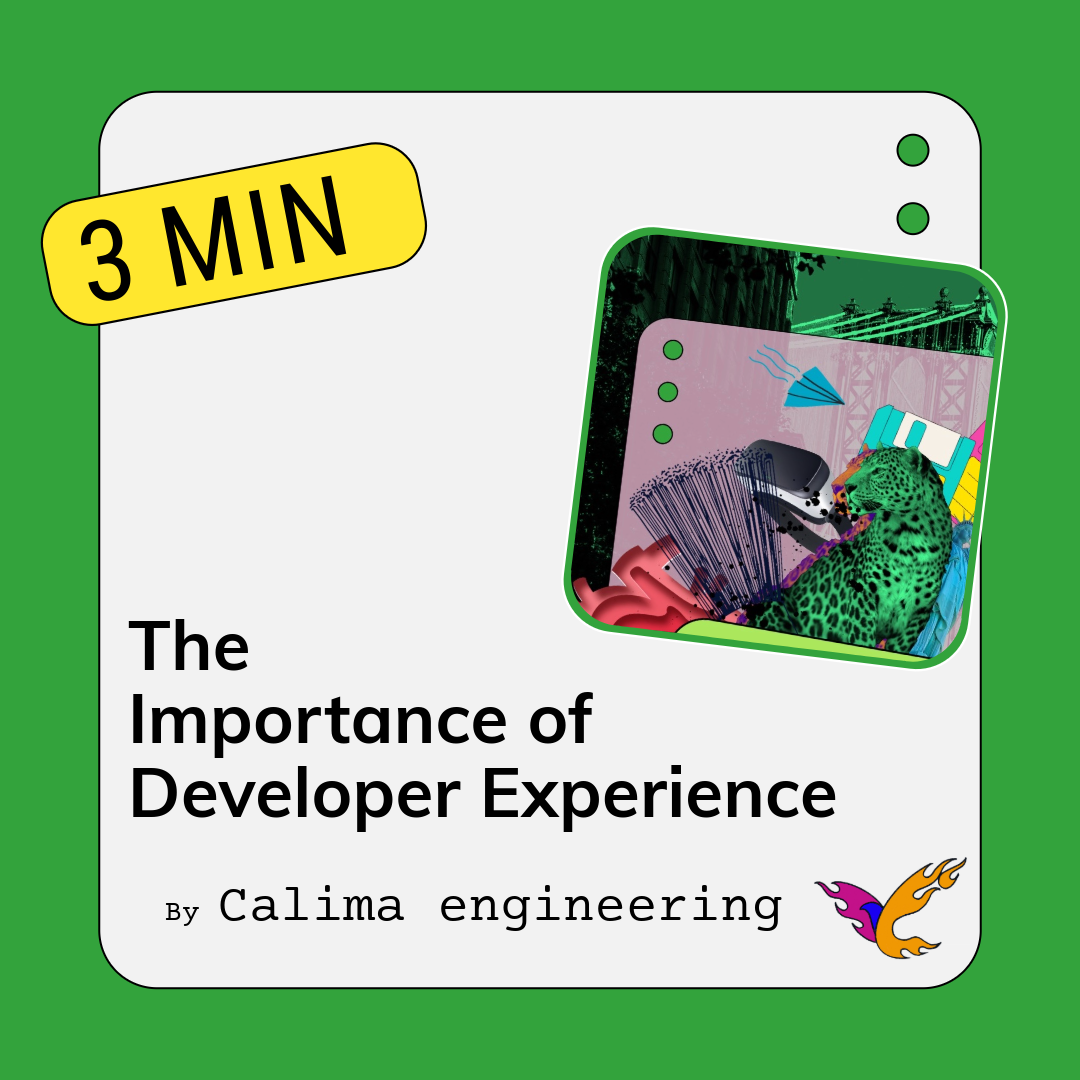 3 MIN
The
Importance of
Developer Experience
By Calima engineering